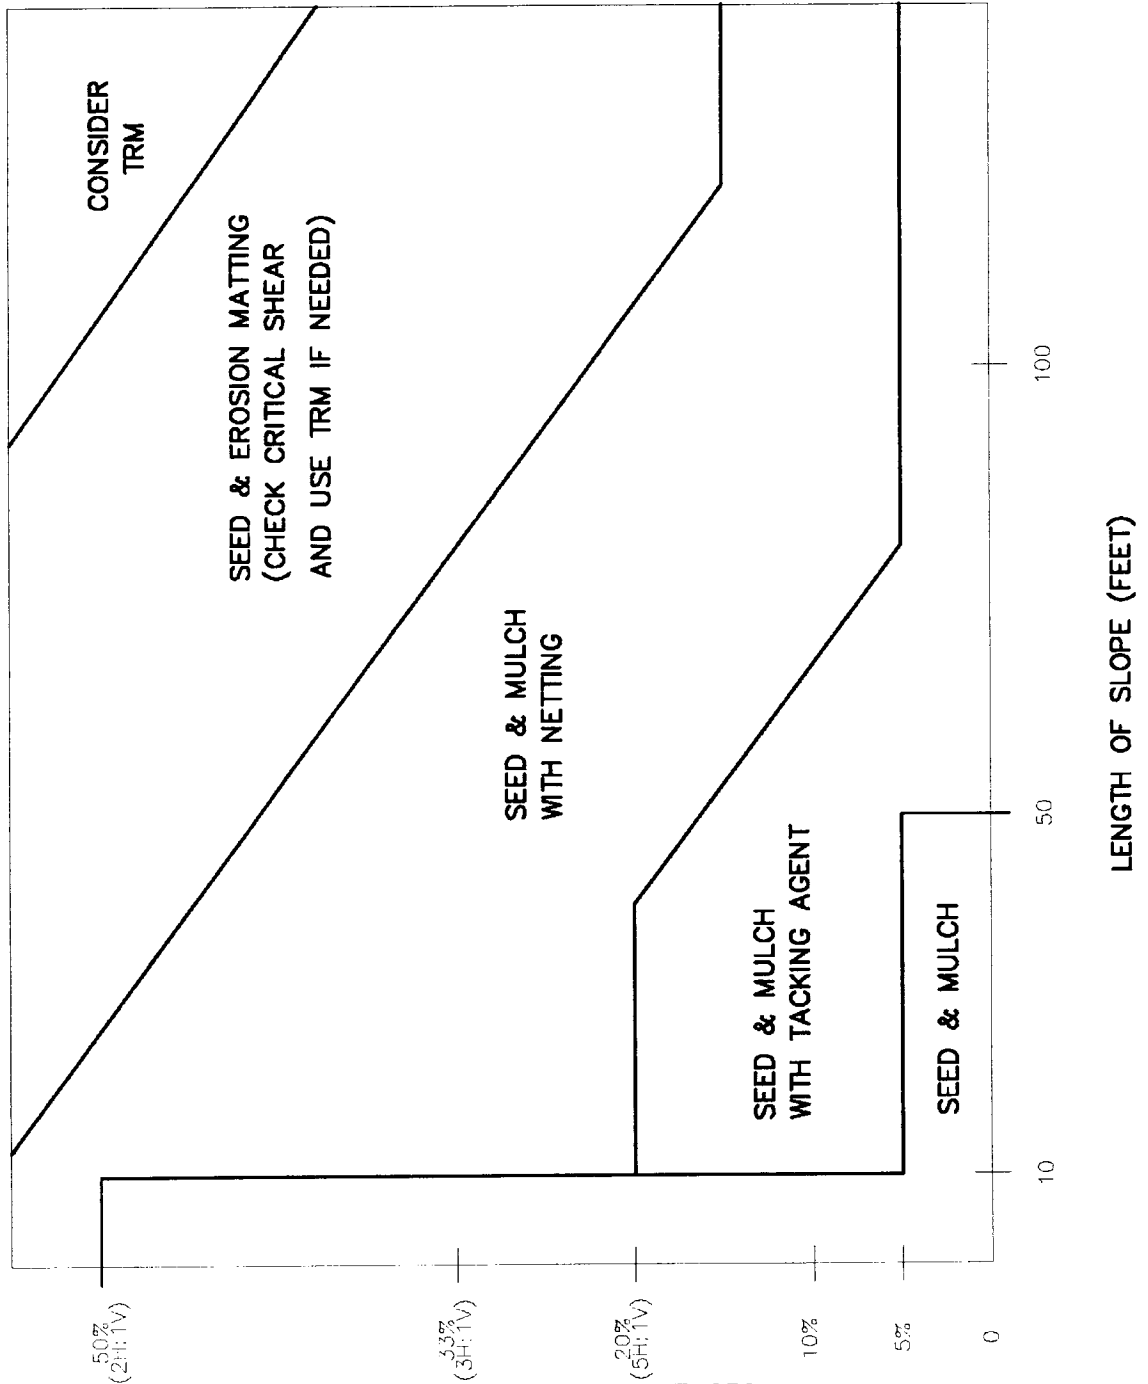 CONSIDER
TRM
SEED & EROSION MATTING
(CHECK CRITICAL SHEAR
AND USE TRM IF NEEDED)
SEED & MULCH
WITH NETTING
SEED & MULCH
WITH TACKING AGENT
SEED & MULCH
50%
(2H:1V)
33%
(3H:1V)
20%
(5H:1V)
10%
5%
0
10
50
100
LENGTH OF SLOPE (FEET)